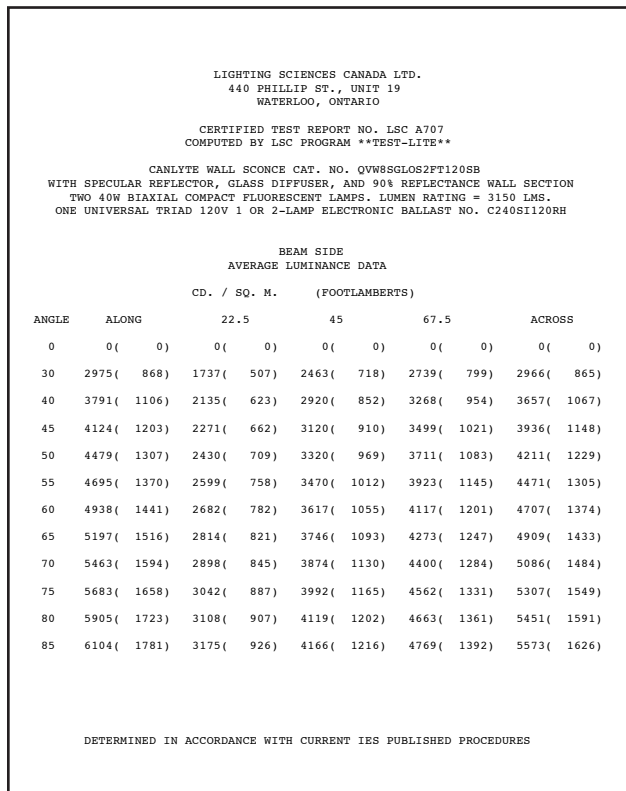 LIGHTING SCIENCES CANADA LTD.
440 PHILLIP ST., UNIT 19
WATERLOO, ONTARIO
CERTIFIED TEST REPORT NO. LSC A707
COMPUTED BY LSC PROGRAM **TEST-LITE**
CANLYTE WALL SCONCE CAT. NO. QVW8SGLOS2FT120SB
WITH SPECULAR REFLECTOR, GLASS DIFFUSER, AND 90% REFLECTANCE WALL SECTION
TWO 40W BIAXIAL COMPACT FLUORESCENT LAMPS. LUMEN RATING = 3150 LMS.
ONE UNIVERSAL TRIAD 120V 1 OR 2-LAMP ELECTRONIC BALLAST NO. C240SI120RH
BEAM SIDE
AVERAGE LUMINANCE DATA
CD. / SQ. M. (FOOTLAMBERTS)
ANGLE ALONG 22.5 45 67.5 ACROSS
0 0( 0) 0( 0) 0( 0) 0( 0) 0( 0)
30 2975( 868) 1737( 507) 2463( 718) 2739( 799) 2966( 865)
40 3791( 1106) 2135( 623) 2920( 852) 3268( 954) 3657( 1067)
45 4124( 1203) 2271( 662) 3120( 910) 3499( 1021) 3936( 1148)
50 4479( 1307) 2430( 709) 3320( 969) 3711( 1083) 4211( 1229)
55 4695( 1370) 2599( 758) 3470( 1012) 3923( 1145) 4471( 1305)
60 4938( 1441) 2682( 782) 3617( 1055) 4117( 1201) 4707( 1374)
65 5197( 1516) 2814( 821) 3746( 1093) 4273( 1247) 4909( 1433)
70 5463( 1594) 2898( 845) 3874( 1130) 4400( 1284) 5086( 1484)
75 5683( 1658) 3042( 887) 3992( 1165) 4562( 1331) 5307( 1549)
80 5905( 1723) 3108( 907) 4119( 1202) 4663( 1361) 5451( 1591)
85 6104( 1781) 3175( 926) 4166( 1216) 4769( 1392) 5573( 1626)
DETERMINED IN ACCORDANCE WITH CURRENT IES PUBLISHED PROCEDURES